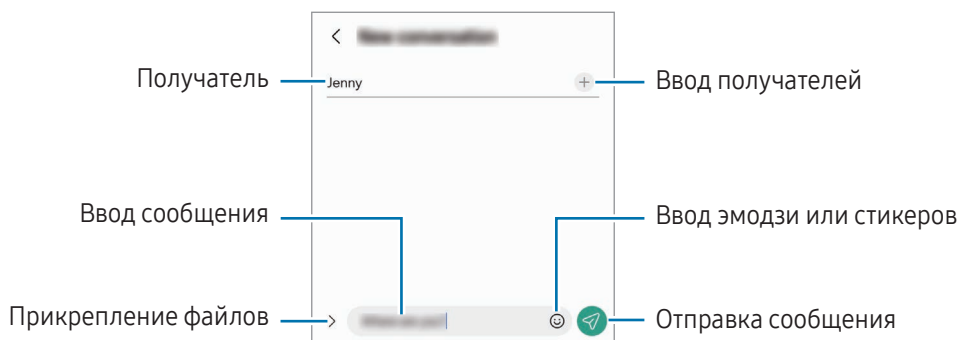 Получатель
Jenny
Ввод получателей
Ввод сообщения
Ввод эмодзи или стикеров
Прикрепление файлов
Отправка сообщения